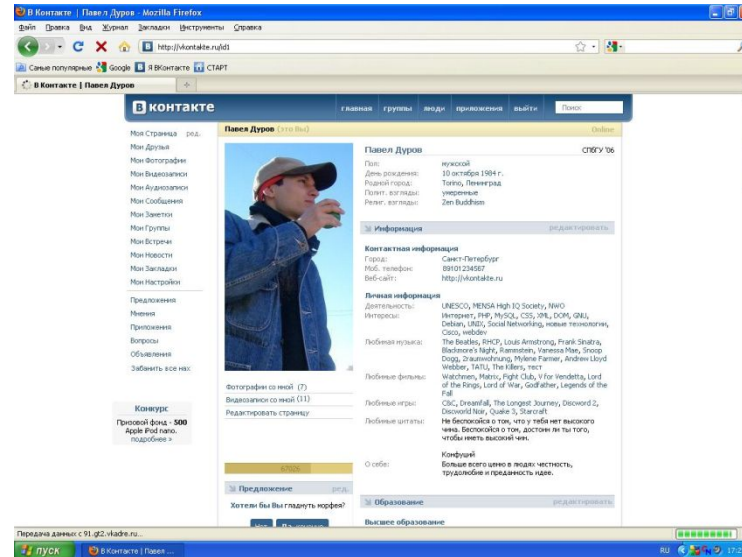 В Контакте | Павел Дуров - Mozilla Firefox
Файл Правка Вид Журнал Закладки Инструменты Справка
http://vkontakte.ru/id1
Google
Самые популярные Google Я ВКонтакте СТАРТ
В Контакте | Павел Дуров
В контакте
главная группы люди приложения выйти Поиск
Моя Страница ред.
Мои Друзья
Мои Фотографии
Мои Видеозаписи
Мои Аудиозаписи
Мои Сообщения
Мои Заметки
Мои Группы
Мои Встречи
Мои Новости
Мои Закладки
Мои Настройки
Предложения
Мнения
Приложения
Вопросы
Объявления
Забанить все нах
Конкурс
Призовой фонд - 500
Apple iPod nano.
подробнее >
Павел Дуров (это Вы) Online
Фотографии со мной (7)
Видеозаписи со мной (11)
Редактировать страницу
67026
Предложение ред.
Хотели бы Вы гладнуть морфея?
Павел Дуров СПбГУ '06
Пол: мужской
День рождения: 10 октября 1984 г.
Родной город: Torino, Ленинград
Полит. взгляды: умеренные
Религ. взгляды: Zen Buddhism
Информация редактировать
Контактная информация
Город: Санкт-Петербург
Моб. телефон: 89101234567
Веб-сайт: http://vkontakte.ru
Личная информация
Деятельность: UNESCO, MENSA High IQ Society, NWO
Интересы: Интернет, PHP, MySQL, CSS, XML, DOM, GNU,
Debian, UNIX, Social Networking, новые технологии,
Cisco, webdev
Любимая музыка: The Beatles, RHCP, Louis Armstrong, Frank Sinatra,
Blackmore's Night, Rammstein, Vanessa Mae, Snoop
Dogg, 2raumwohnung, Mylene Farmer, Andrew Lloyd
Webber, TATU, The Killers, тест
Любимые фильмы: Watchmen, Matrix, Fight Club, V for Vendetta, Lord
of the Rings, Lord of War, Godfather, Legends of the
Fall
Любимые игры: C&C, Dreamfall, The Longest Journey, Discword 2,
Discworld Noir, Quake 3, Starcraft
Любимые цитаты: Не беспокойся о том, что у тебя нет высокого
чина. Беспокойся о том, достоин ли ты того,
чтобы иметь высокий чин.
Конфуций
О себе: Больше всего ценю в людях честность,
трудолюбие и преданность идее.
Образование редактировать
Высшее образование
Передача данных с 91.gt2.vkadre.ru...
пуск В Контакте | Павел ... RU